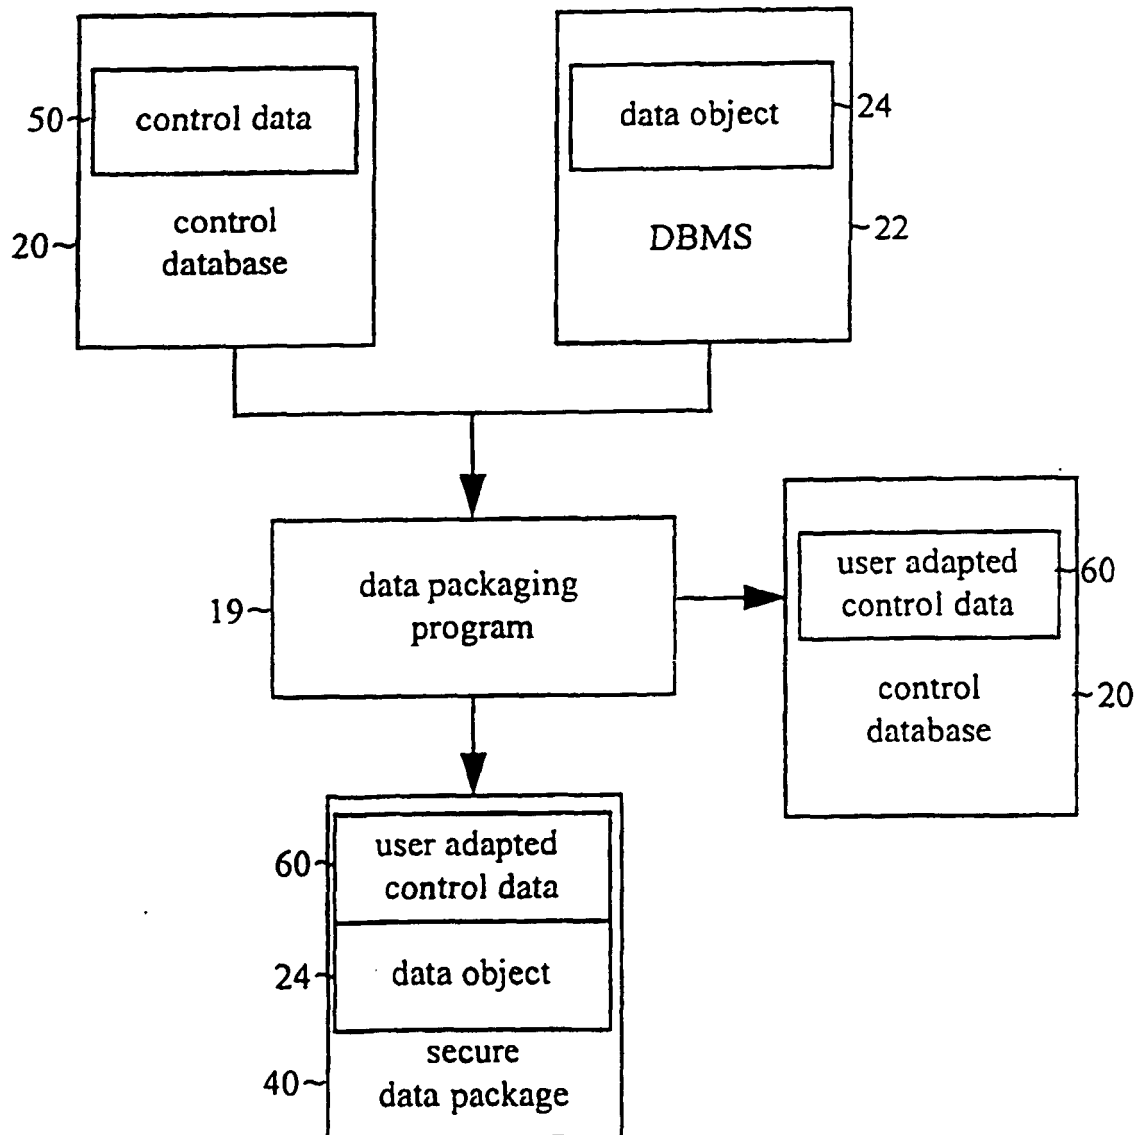 50 control data
data object 24
control
20 database
DBMS 22
data packaging
19 program
user adapted 60
control data
control 20
database
user adapted
60 control data
24 data object
secure
40 data package